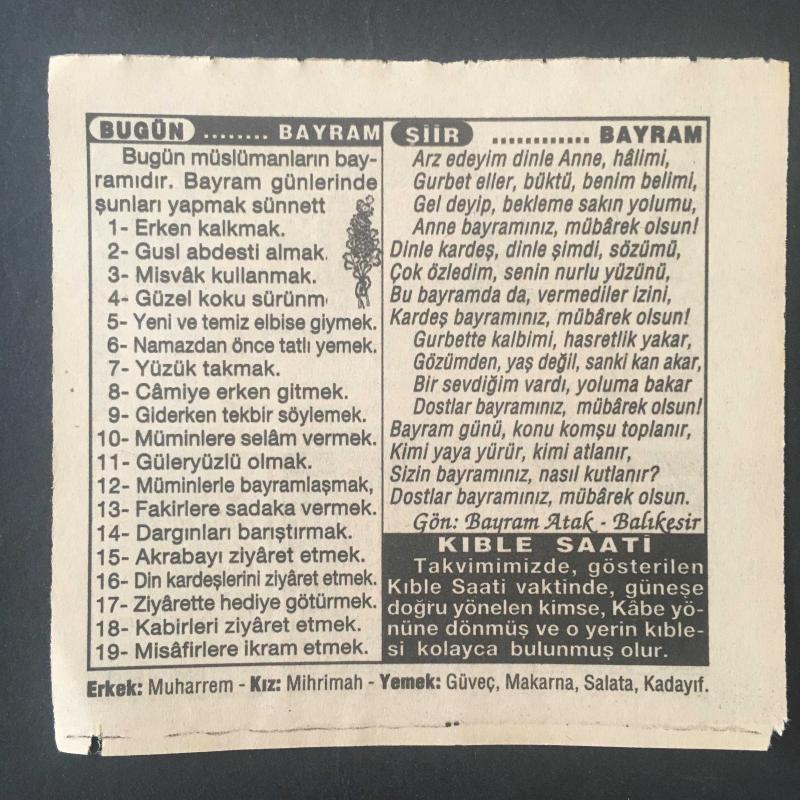 BUGÜN ........ BAYRAM
Bugün müslümanların bay-
ramıdır. Bayram günlerinde
şunları yapmak sünnett
1- Erken kalkmak.
2- Gusl abdesti almak.
3- Misvâk kullanmak.
4- Güzel koku sürünm
5- Yeni ve temiz elbise giymek.
6- Namazdan önce tatlı yemek.
7- Yüzük takmak.
8- Câmiye erken gitmek.
9- Giderken tekbir söylemek.
10- Müminlere selâm vermek.
11- Güleryüzlü olmak.
12- Müminlerle bayramlaşmak,
13- Fakirlere sadaka vermek.
14- Dargınları barıştırmak.
15- Akrabayı ziyâret etmek.
16- Din kardeşlerini ziyâret etmek.
17- Ziyârette hediye götürmek.
18- Kabirleri ziyâret etmek.
19- Misâfirlere ikram etmek.
ŞİİR ............ BAYRAM
Arz edeyim dinle Anne, hâlimi,
Gurbet eller, büktü, benim belimi,
Gel deyip, bekleme sakın yolumu,
Anne bayramınız, mübârek olsun!
Dinle kardeş, dinle şimdi, sözümü,
Çok özledim, senin nurlu yüzünü,
Bu bayramda da, vermediler izini,
Kardeş bayramınız, mübârek olsun!
Gurbette kalbimi, hasretlik yakar,
Gözümden, yaş değil, sanki kan akar,
Bir sevdiğim vardı, yoluma bakar
Dostlar bayramınız, mübârek olsun!
Bayram günü, konu komşu toplanır,
Kimi yaya yürür, kimi atlanır,
Sizin bayramınız, nasıl kutlanır?
Dostlar bayramınız, mübârek olsun.
Gön: Bayram Atak - Balıkesir
KIBLE SAATİ
Takvimimizde, gösterilen
Kıble Saati vaktinde, güneşe
doğru yönelen kimse, Kâbe yö-
nüne dönmüş ve o yerin kıble-
si kolayca bulunmuş olur.
Erkek: Muharrem - Kız: Mihrimah - Yemek: Güveç, Makarna, Salata, Kadayıf.